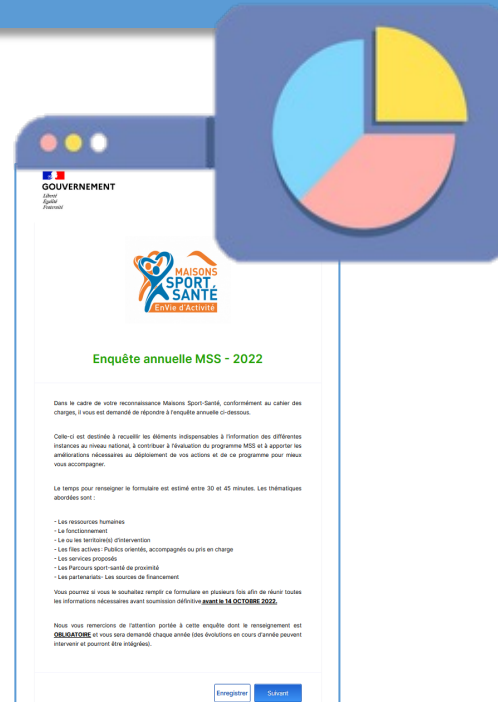 GOUVERNEMENT
Liberté
Égalité
Fraternité
MAISONS
SPORT
SANTÉ
EnVie d'Activité
Enquête annuelle MSS - 2022
Dans le cadre de votre reconnaissance Maisons Sport-Santé, conformément au cahier des
charges, il vous est demandé de répondre à l'enquête annuelle ci-dessous.
Celle-ci est destinée à recueillir les éléments indispensables à l'information des différentes
instances au niveau national, à contribuer à l'évaluation du programme MSS et à apporter les
améliorations nécessaires au déploiement de vos actions et de ce programme pour mieux
vous accompagner.
Le temps pour renseigner le formulaire est estimé entre 30 et 45 minutes. Les thématiques
abordées sont :
- Les ressources humaines
- Le fonctionnement
- Le ou les territoire(s) d'intervention
- Les files actives : Publics orientés, accompagnés ou pris en charge
- Les services proposés
- Les Parcours sport-santé de proximité
- Les partenariats- Les sources de financement
Vous pourrez si vous le souhaitez remplir ce formulaire en plusieurs fois afin de réunir toutes
les informations nécessaires avant soumission définitive avant le 14 OCTOBRE 2022.
Nous vous remercions de l'attention portée à cette enquête dont le renseignement est
OBLIGATOIRE et vous sera demandé chaque année (des évolutions en cours d'année peuvent
intervenir et pourront être intégrées).
Enregistrer
Suivant